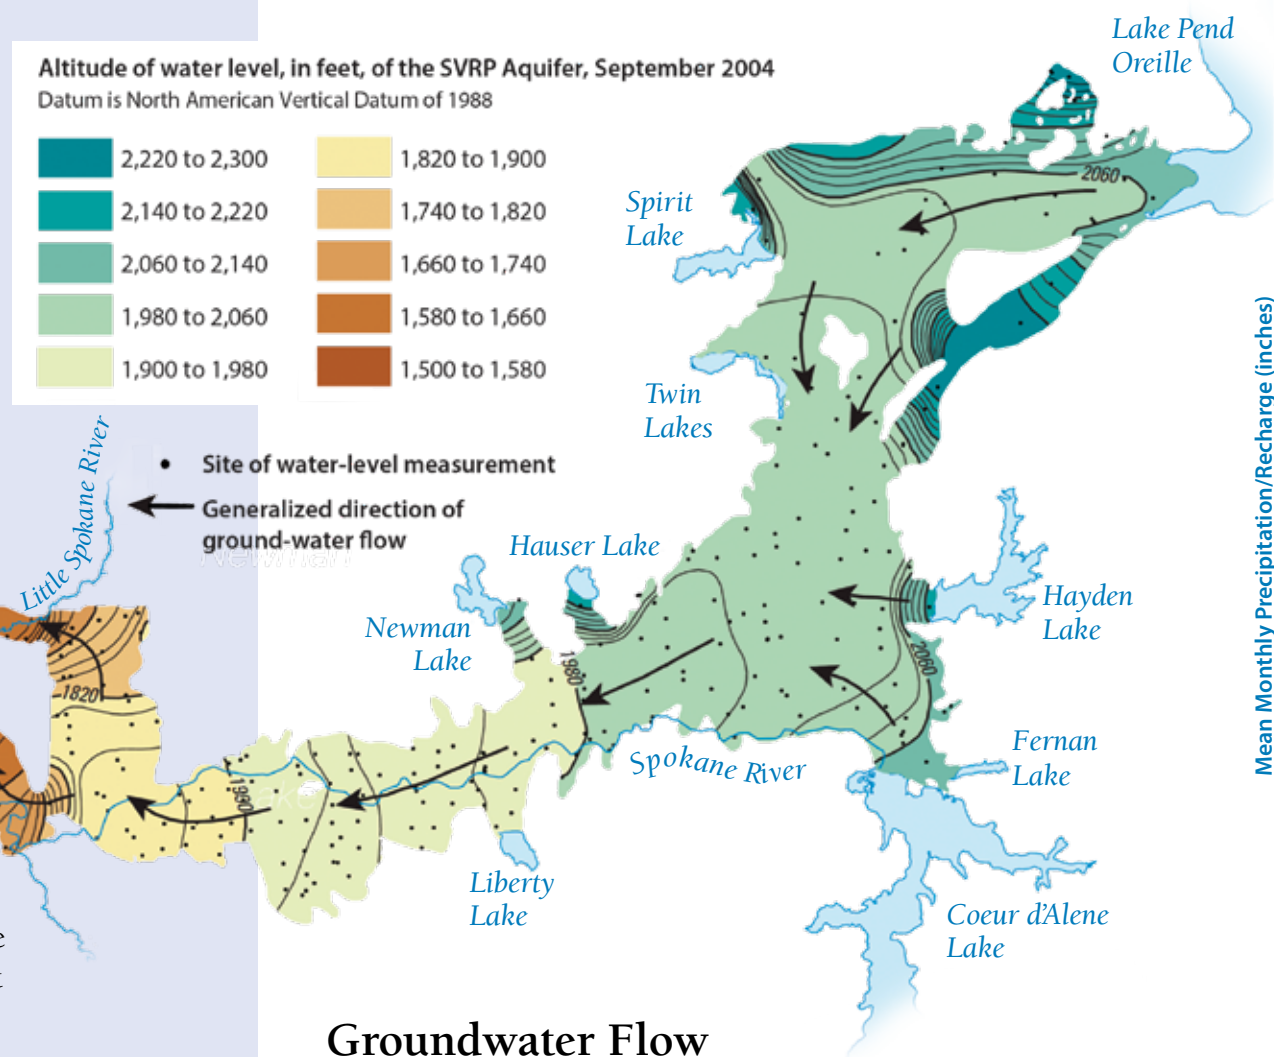 Lake Pend
Oreille
Altitude of water level, in feet, of the SVRP Aquifer, September 2004
Datum is North American Vertical Datum of 1988
2,220 to 2,300
1,820 to 1,900
2,140 to 2,220
1,740 to 1,820
2,060 to 2,140
1,660 to 1,740
1,980 to 2,060
1,580 to 1,660
1,900 to 1,980
1,500 to 1,580
2060
Spirit
Lake
Twin
Lakes
Mean Monthly Precipitation/Recharge (inches)
Little Spokane River
Site of water-level measurement
Generalized direction of
ground-water flow
Newman
Hauser Lake
Hayden
Lake
Newman
Lake
1980
2060
1820
Spokane River
Fernan
Lake
1900
Lake
Liberty
Lake
Coeur d'Alene
Lake
Groundwater Flow